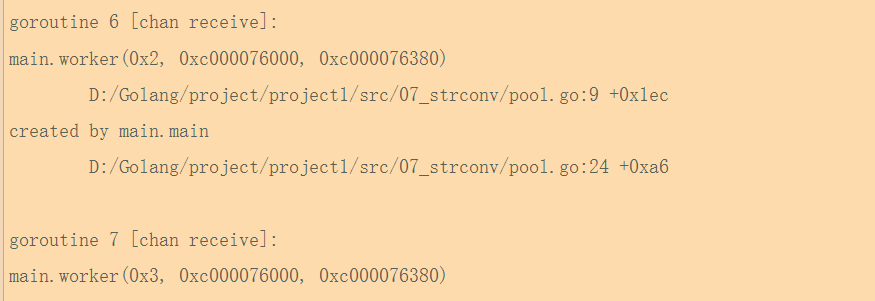 goroutine 6 [chan receive]:
main.worker(0x2, 0xc000076000, 0xc000076380)
D:/Golang/project/project1/src/07_strconv/pool.go:9 +0x1ec
created by main.main
D:/Golang/project/project1/src/07_strconv/pool.go:24 +0xa6
goroutine 7 [chan receive]:
main.worker(0x3, 0xc000076000, 0xc000076380)